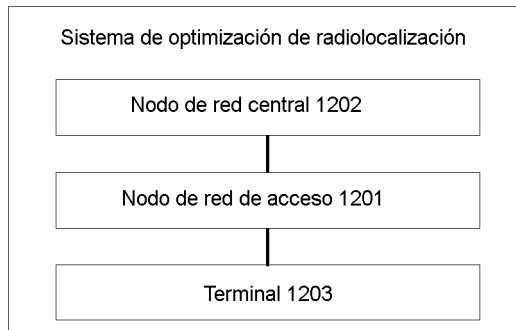 Sistema de optimización de radiolocalización
Nodo de red central 1202
Nodo de red de acceso 1201
Terminal 1203